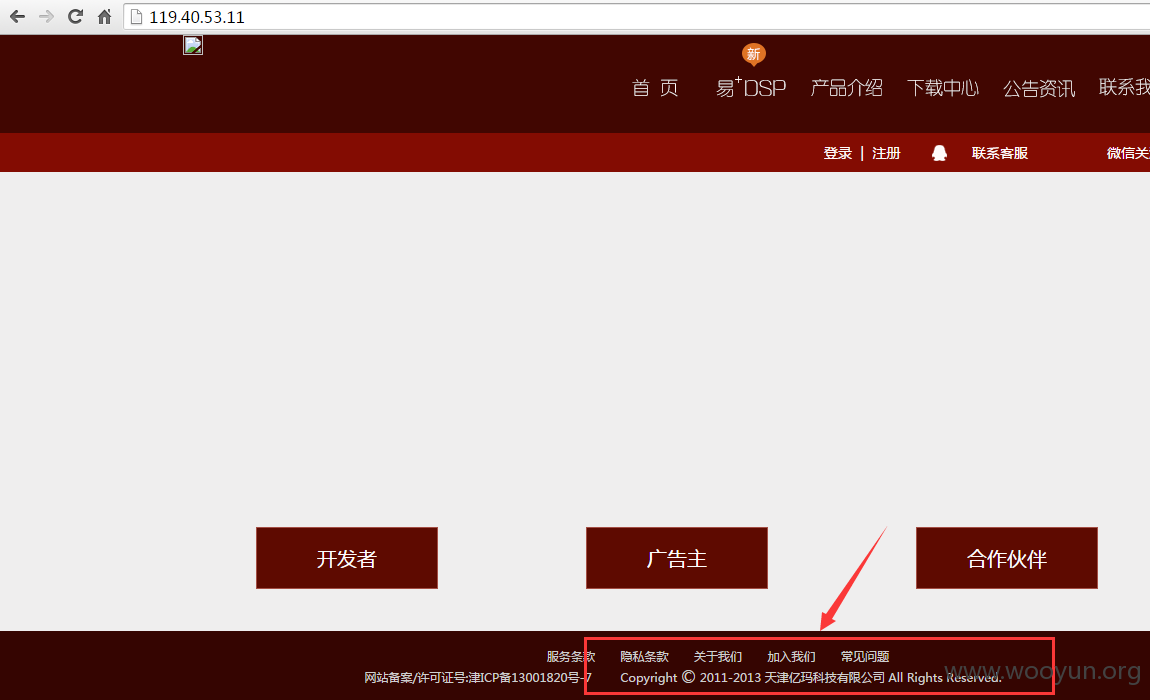 119.40.53.11
新
首 页 易+DSP 产品介绍 下载中心 公告资讯 联系我
登录 | 注册 联系客服 微信关
开发者 广告主 合作伙伴
服务条款 隐私条款 关于我们 加入我们 常见问题
网站备案/许可证号:津ICP备13001820号-7 Copyright © 2011-2013 天津亿玛科技有限公司 All Rights Reserved.
www.wooyun.org